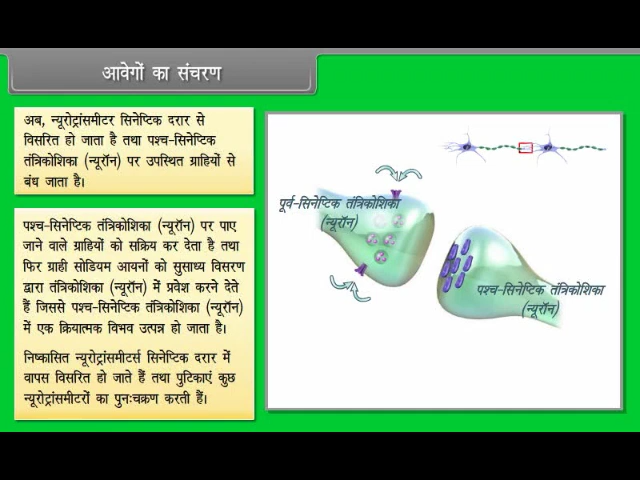 आवेगों का संचरण
अब, न्यूरोट्रांसमीटर सिनेप्टिक दरार से
विसरित हो जाता है तथा पश्च-सिनेप्टिक
तंत्रिकोशिका (न्यूरॉन) पर उपस्थित ग्राहियों से
बंध जाता है।
पश्च-सिनेप्टिक तंत्रिकोशिका (न्यूरॉन) पर पाए
जाने वाले ग्राहियों को सक्रिय कर देता है तथा
फिर ग्राही सोडियम आयनों को सुसाध्य विसरण
द्वारा तंत्रिकोशिका (न्यूरॉन) में प्रवेश करने देते
हैं जिससे पश्च-सिनेप्टिक तंत्रिकोशिका (न्यूरॉन)
में एक क्रियात्मक विभव उत्पन्न हो जाता है।
निष्कासित न्यूरोट्रांसमीटर्स सिनेप्टिक दरार में
वापस विसरित हो जाते हैं तथा पुटिकाएं कुछ
न्यूरोट्रांसमीटरों का पुनःचक्रण करती हैं।
पूर्व-सिनेप्टिक तंत्रिकोशिका
(न्यूरॉन)
पश्च-सिनेप्टिक तंत्रिकोशिका
(न्यूरॉन)